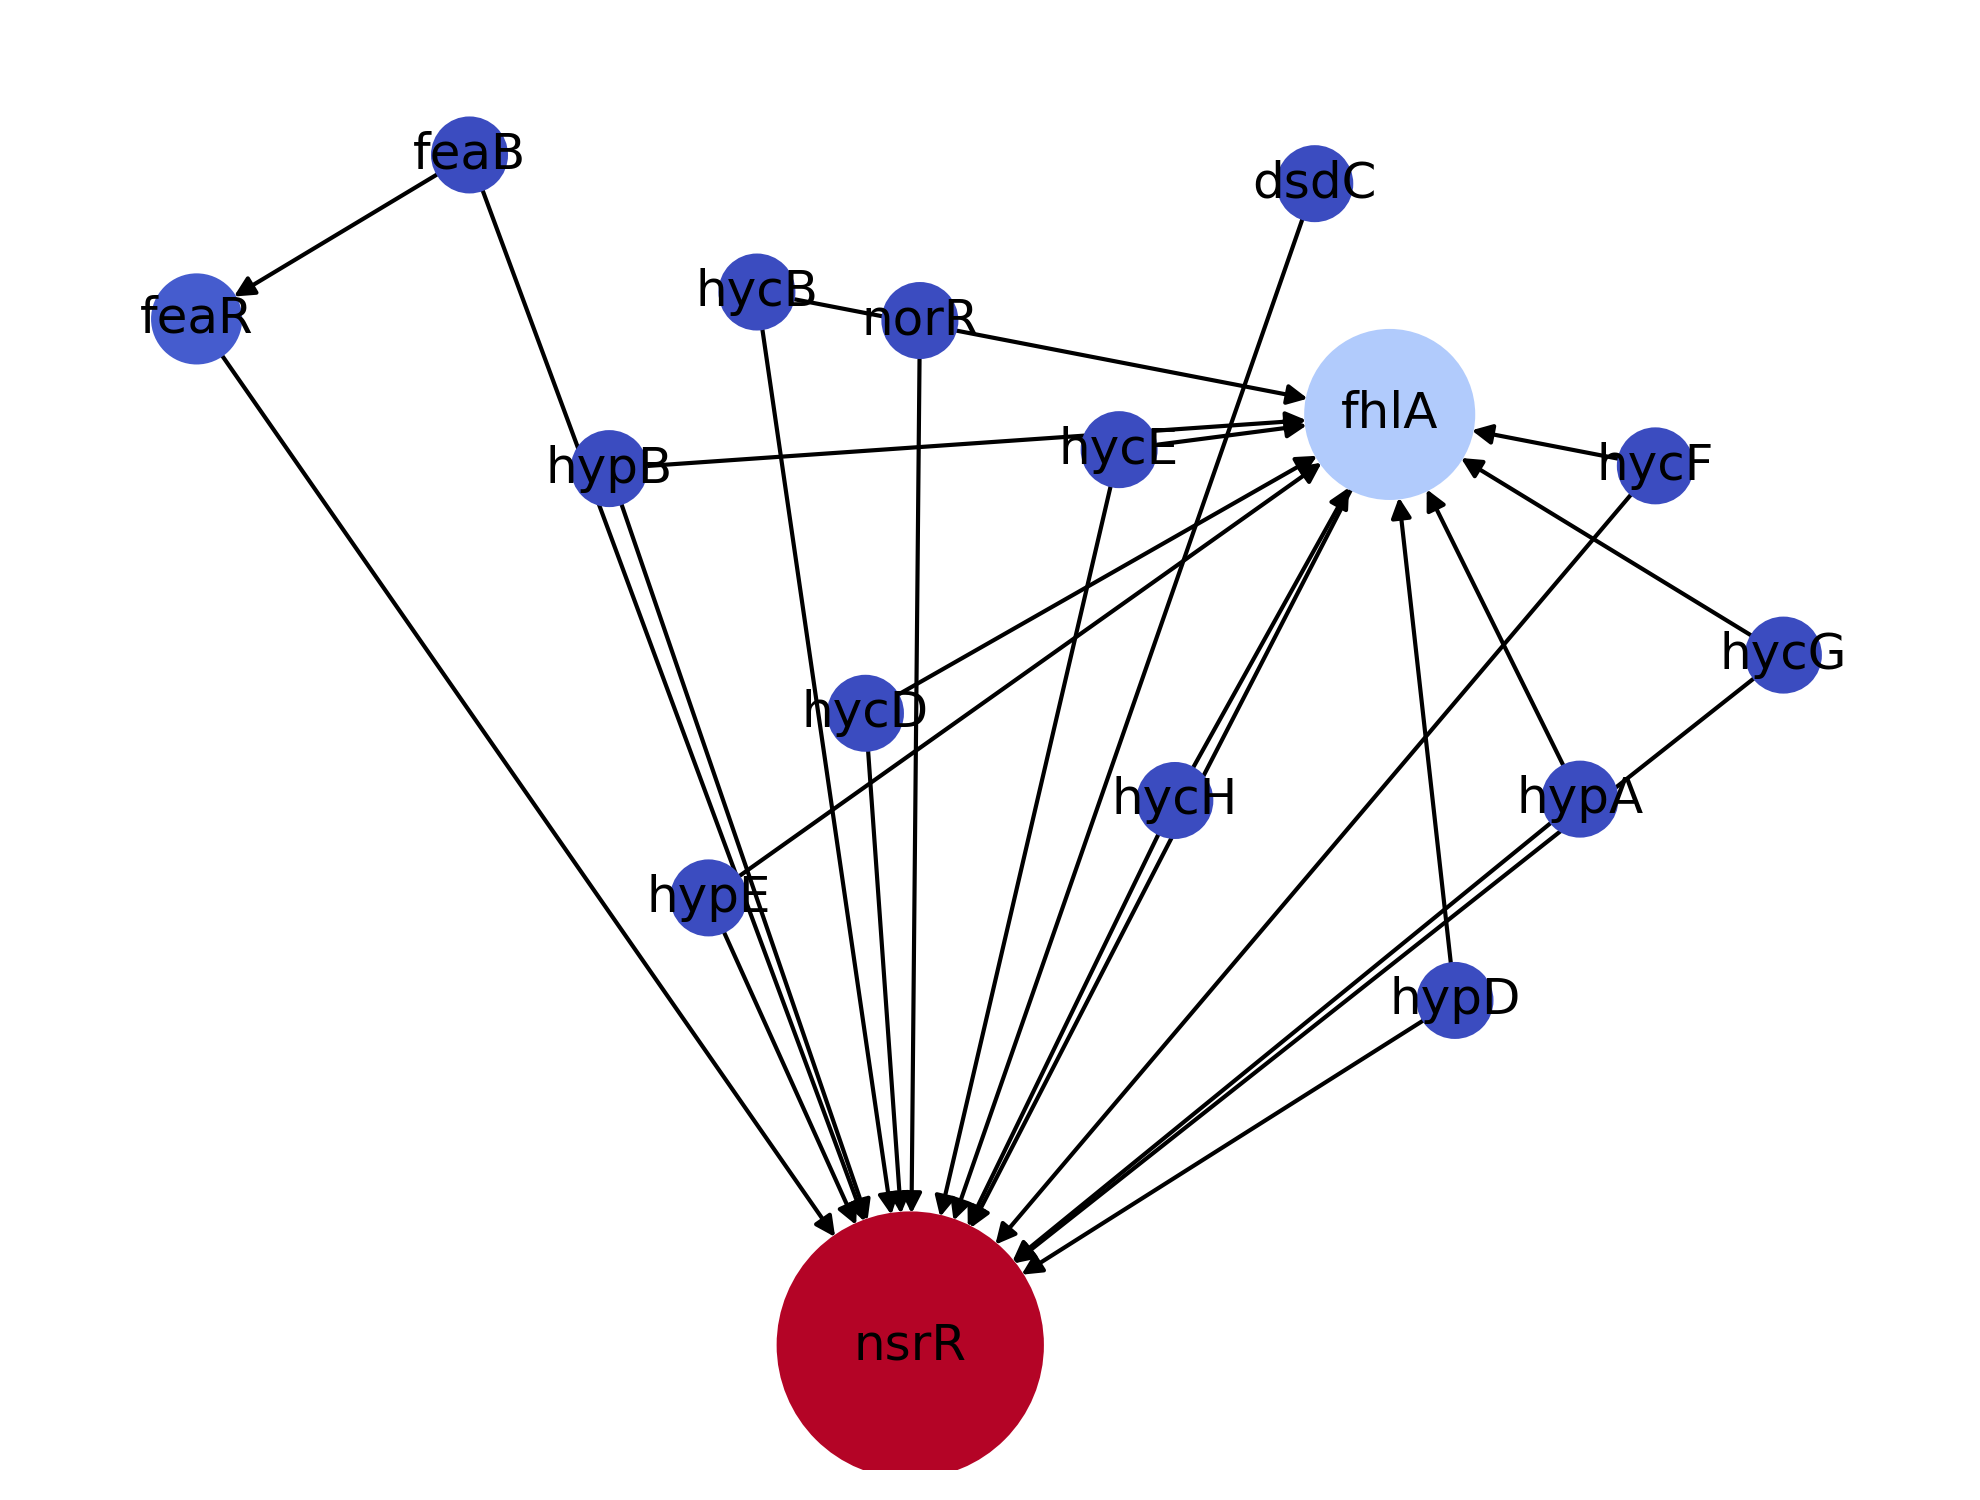 feaB
dsdC
hycB
feaR
norR
fhlA
hycE
hypB
hycF
hycG
hycD
hycH
hypA
hypE
hypD
nsrR